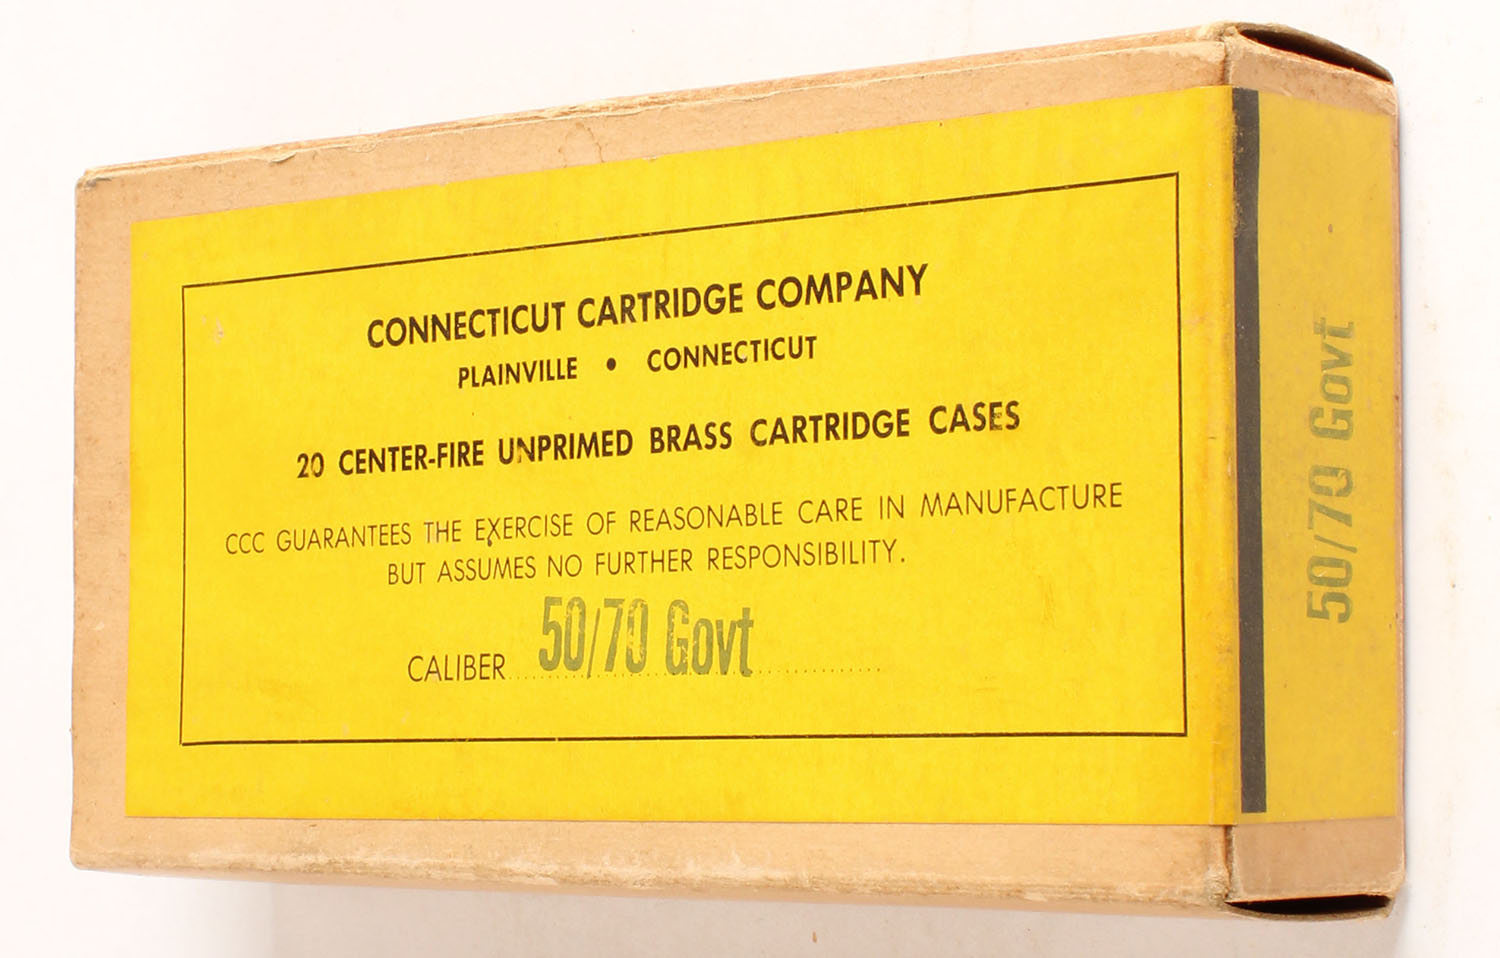 CONNECTICUT CARTRIDGE COMPANY
PLAINVILLE • CONNECTICUT
20 CENTER-FIRE UNPRIMED BRASS CARTRIDGE CASES
CCC GUARANTEES THE EXERCISE OF REASONABLE CARE IN MANUFACTURE
BUT ASSUMES NO FURTHER RESPONSIBILITY.
CALIBER 50/70 Govt
50/70 Govt